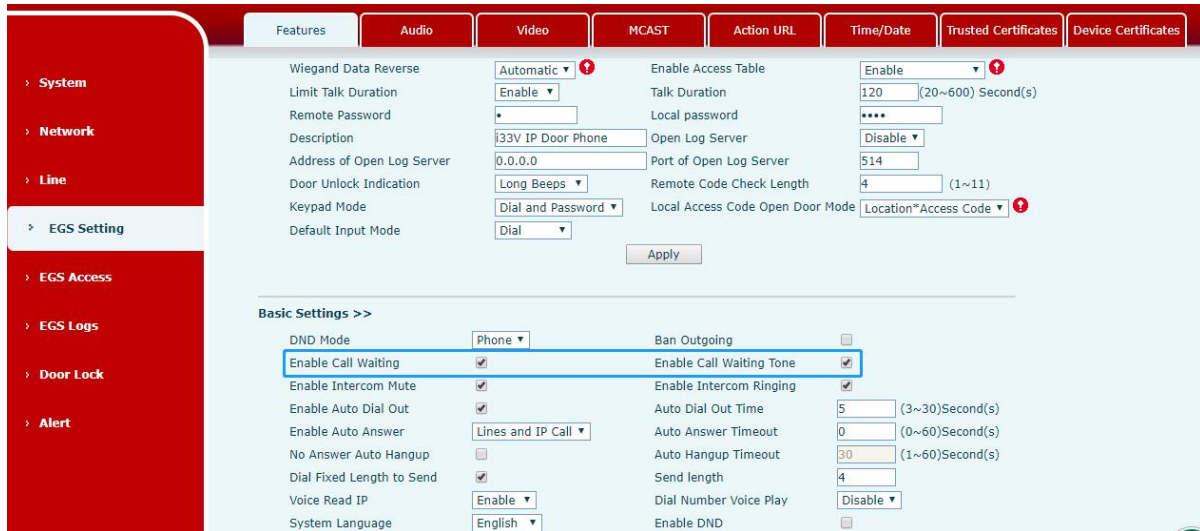 Features Audio Video MCAST Action URL Time/Date Trusted Certificates Device Certificates
› System
› Network
› Line
› EGS Setting
› EGS Access
› EGS Logs
› Door Lock
› Alert
Wiegand Data Reverse Automatic Enable Access Table Enable
Limit Talk Duration Enable Talk Duration 120 (20~600) Second(s)
Remote Password • Local password ••••
Description i33V IP Door Phone Open Log Server Disable
Address of Open Log Server 0.0.0.0 Port of Open Log Server 514
Door Unlock Indication Long Beeps Remote Code Check Length 4 (1~11)
Keypad Mode Dial and Password Local Access Code Open Door Mode Location*Access Code
Default Input Mode Dial
Apply
Basic Settings >>
DND Mode Phone Ban Outgoing
Enable Call Waiting Enable Call Waiting Tone
Enable Intercom Mute Enable Intercom Ringing
Enable Auto Dial Out Auto Dial Out Time 5 (3~30)Second(s)
Enable Auto Answer Lines and IP Call Auto Answer Timeout 0 (0~60)Second(s)
No Answer Auto Hangup Auto Hangup Timeout 30 (1~60)Second(s)
Dial Fixed Length to Send Send length 4
Voice Read IP Enable Dial Number Voice Play Disable
System Language English Enable DND